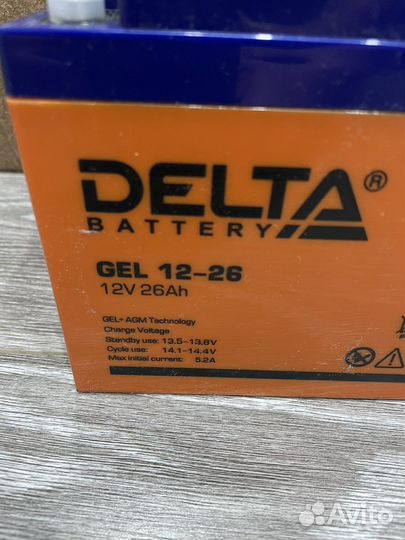 DELTA®
BATTERY
GEL 12-26
12V 26Ah
GEL+AGM Technology
Charge Voltage
Standby use: 13.5-13.8V
Cycle use: 14.1-14.4V
Max initial current: 5.2A
Avito